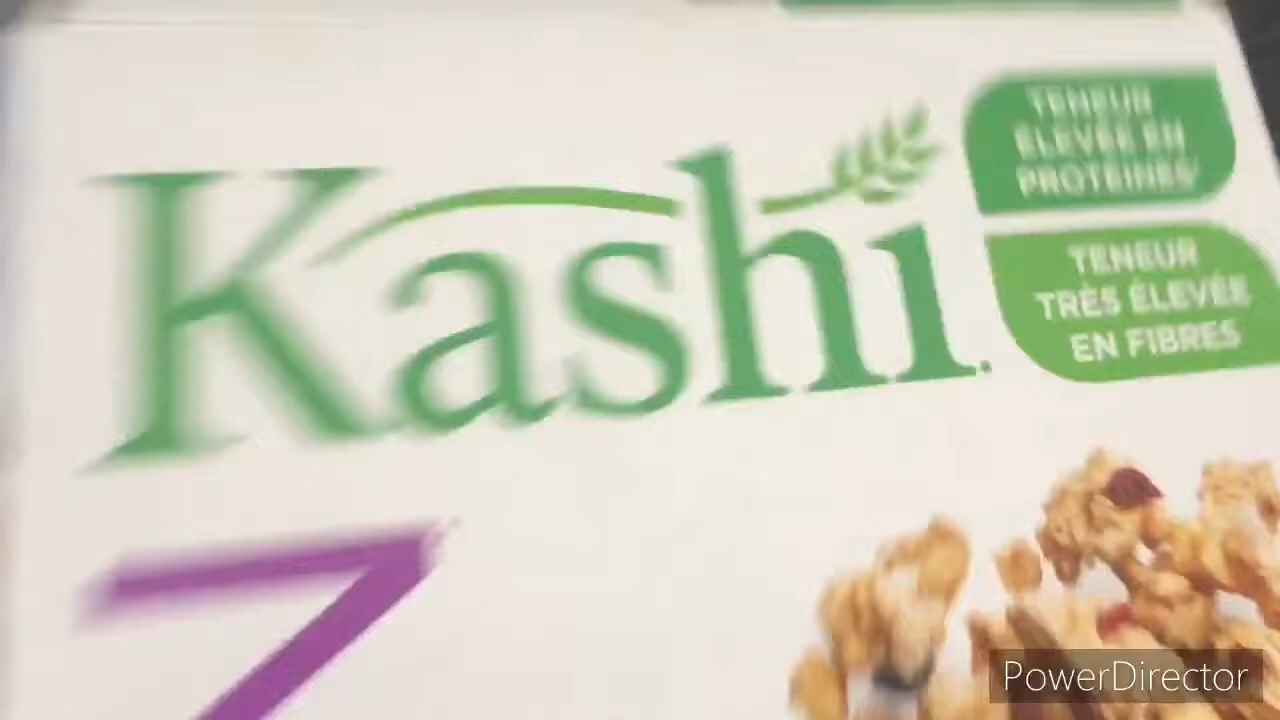 Kashi
TENEUR
ÉLEVÉE EN
PROTÉINES
TENEUR
TRÈS ÉLEVÉE
EN FIBRES
7
PowerDirector